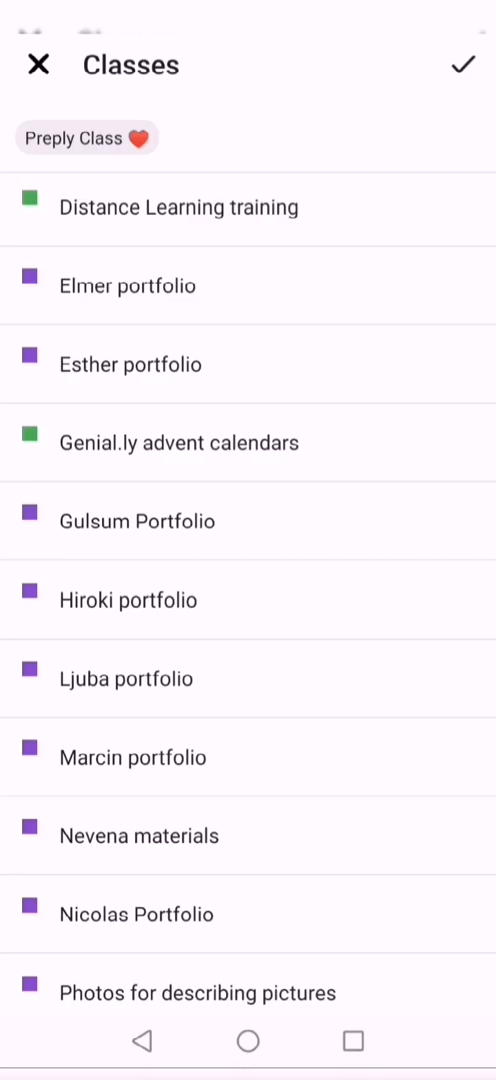 Classes
Preply Class ❤️
Distance Learning training
Elmer portfolio
Esther portfolio
Genial.ly advent calendars
Gulsum Portfolio
Hiroki portfolio
Ljuba portfolio
Marcin portfolio
Nevena materials
Nicolas Portfolio
Photos for describing pictures